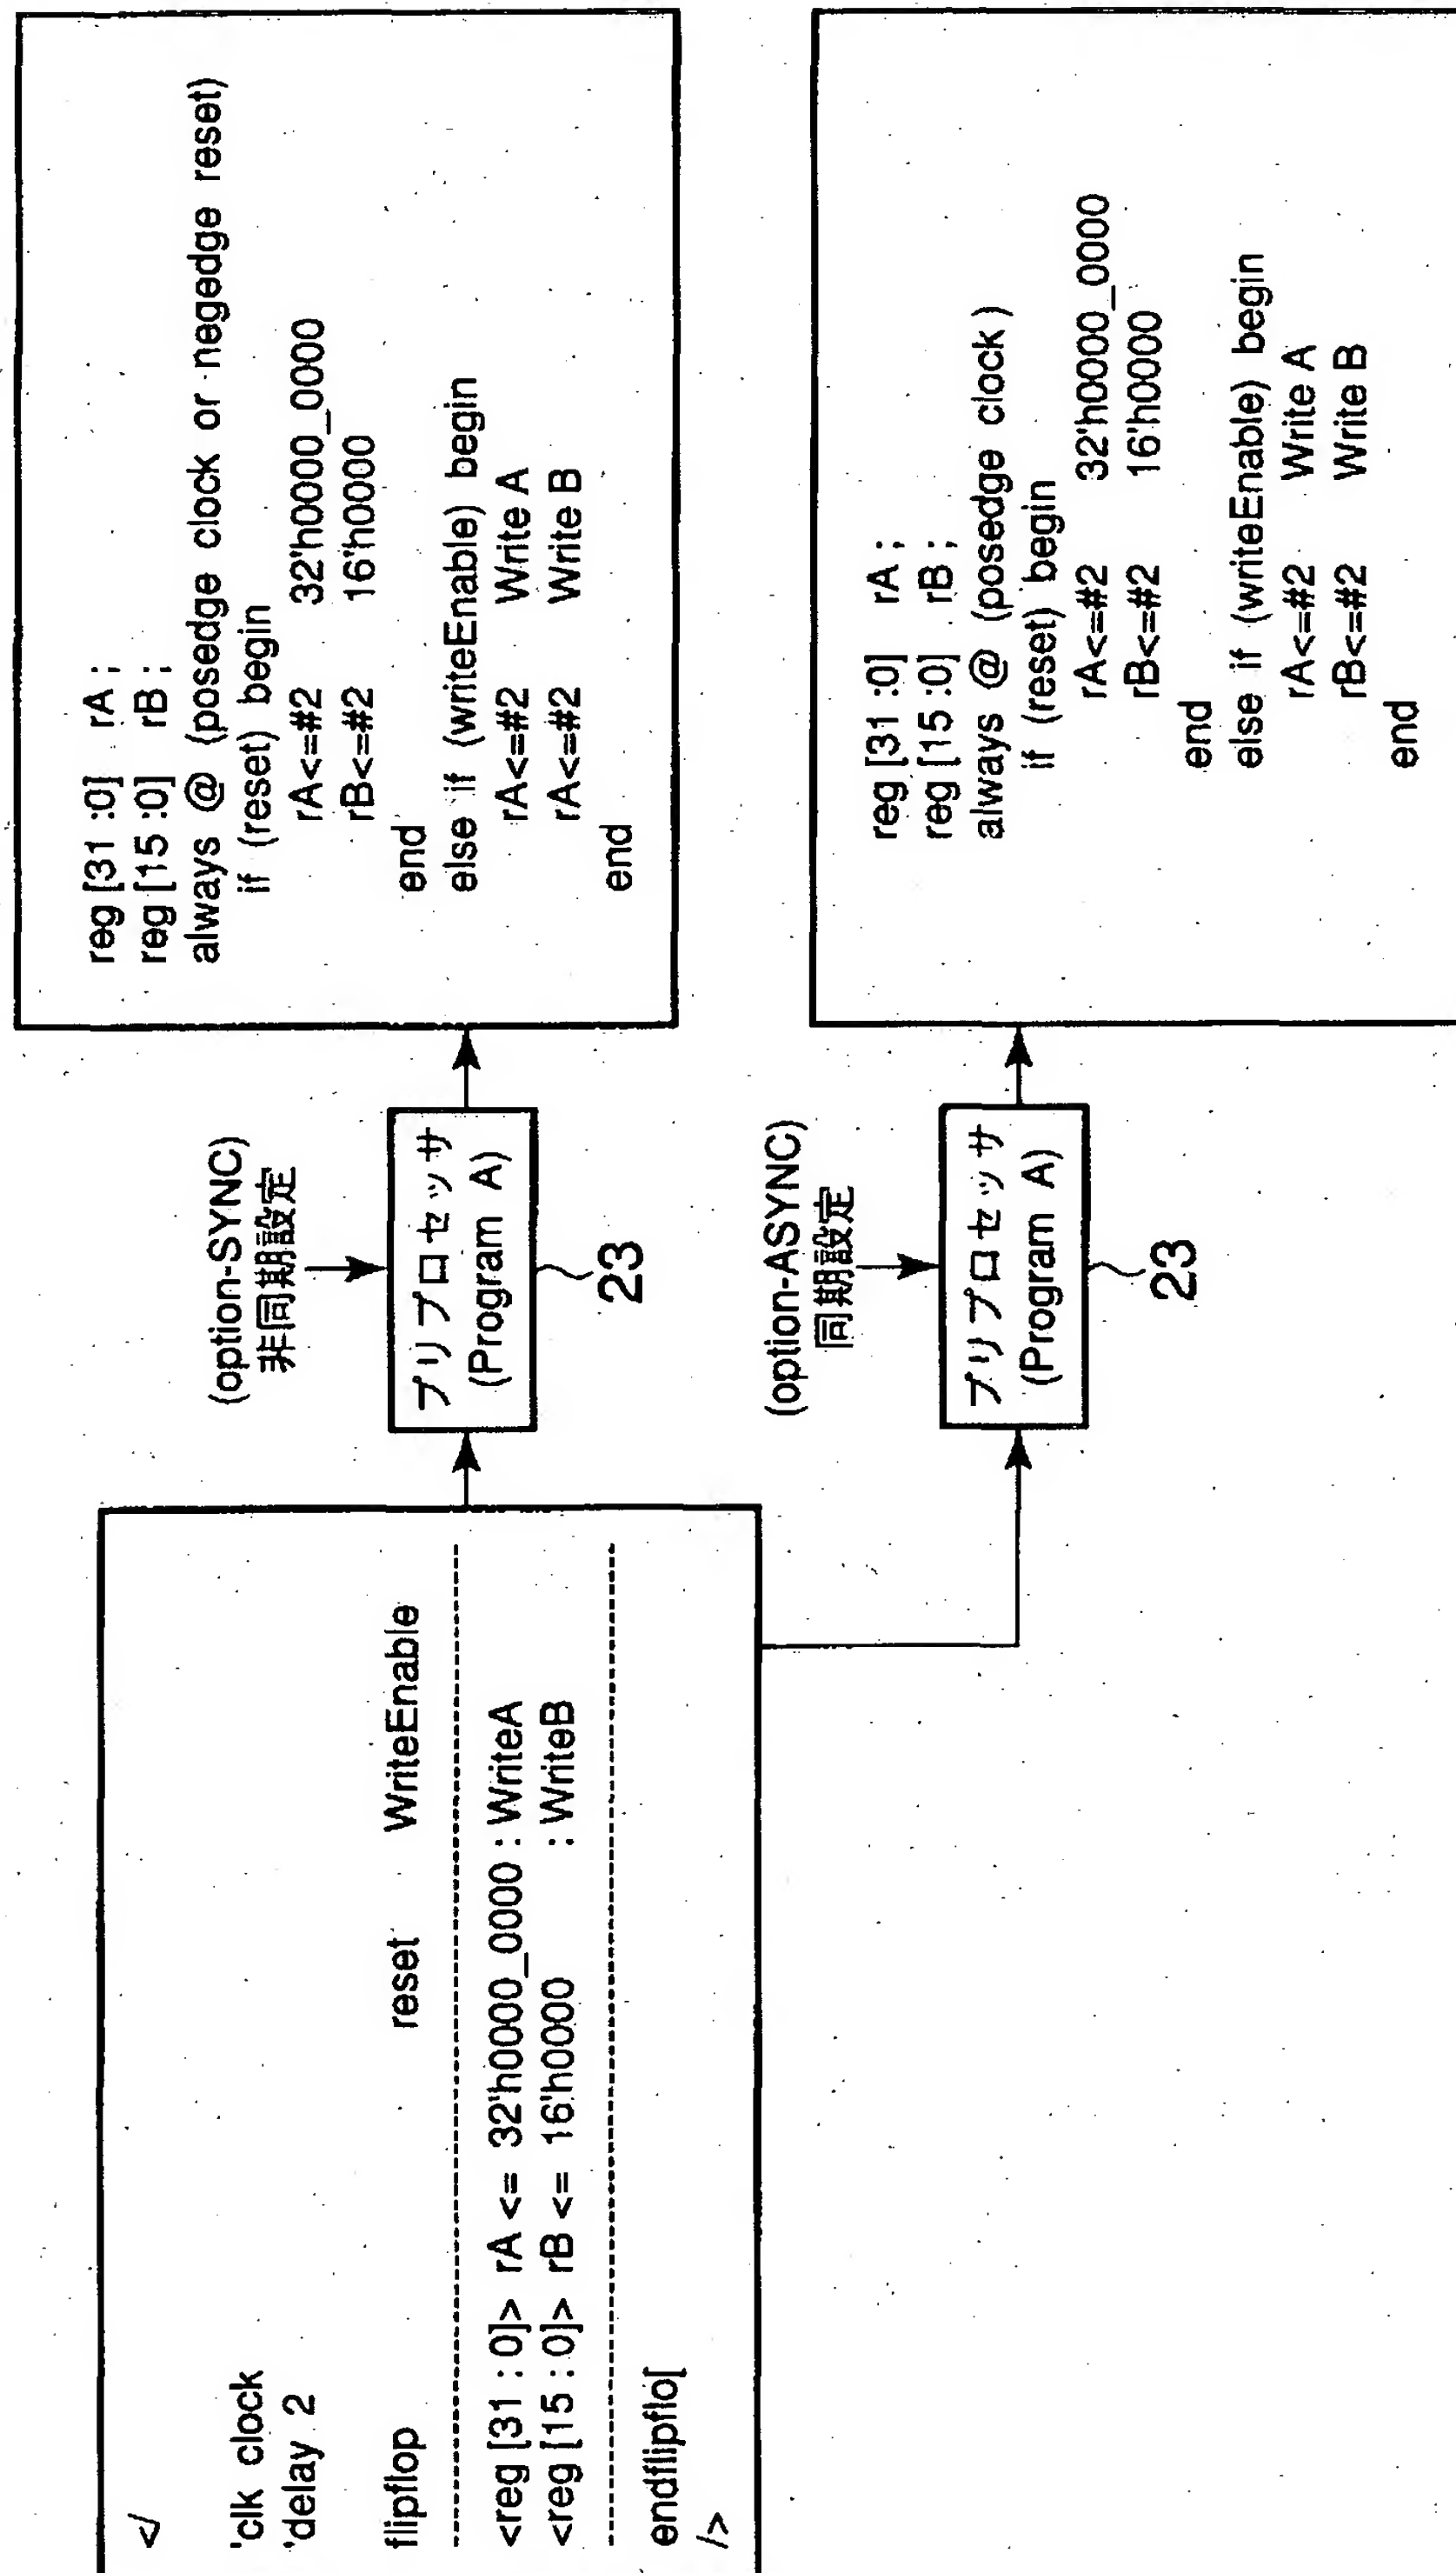 </
'clk clock
'delay 2
flipflop reset WriteEnable
<reg [31 : 0]> rA <= 32'h0000_0000 : WriteA
<reg [15 : 0]> rB <= 16'h0000 : WriteB
endflipflo[
/>
(option-SYNC)
非同期設定
プリプロセッサ
(Program A)
23
reg [31 :0] rA ;
reg [15 :0] rB ;
always @ (posedge clock or negedge reset)
if (reset) begin
rA<=#2 32'h0000_0000
rB<=#2 16'h0000
end
else if (writeEnable) begin
rA<=#2 Write A
rA<=#2 Write B
end
(option-ASYNC)
同期設定
プリプロセッサ
(Program A)
23
reg [31 :0] rA ;
reg [15 :0] rB ;
always @ (posedge clock )
if (reset) begin
rA<=#2 32'h0000_0000
rB<=#2 16'h0000
end
else if (writeEnable) begin
rA<=#2 Write A
rB<=#2 Write B
end